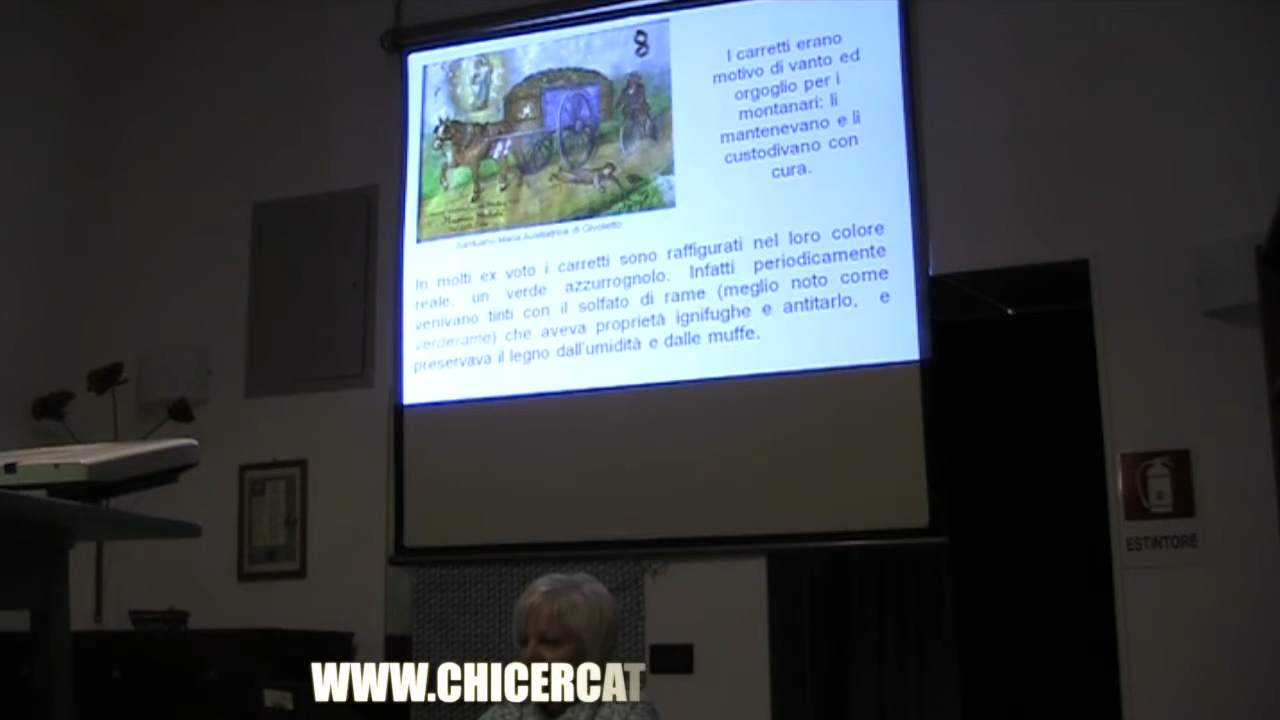 8
I carretti erano
motivo di vanto ed
orgoglio per i
montanari: li
mantenevano e li
custodivano con
cura.
Santuario Maria Ausiliatrice di Givoletto
In molti ex voto i carretti sono raffigurati nel loro colore
reale, un verde azzurrognolo. Infatti periodicamente
venivano tinti con il solfato di rame (meglio noto come
verderame) che aveva proprietà ignifughe e antitarlo, e
preservava il legno dall'umidità e dalle muffe.
ESTINTORE
WWW.CHICERCAT